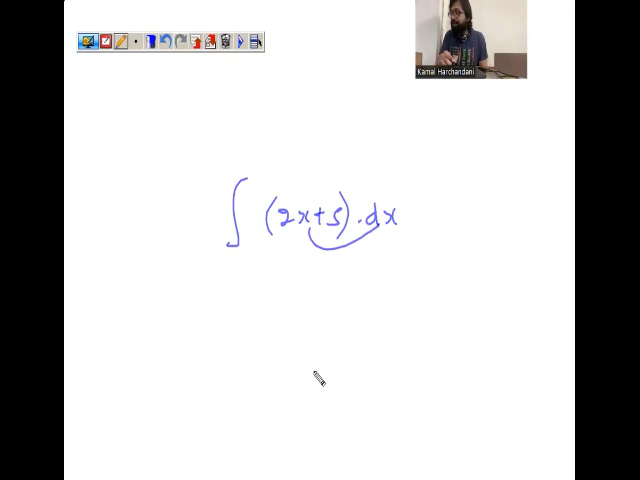 Kamal Harchandani
∫ (2x+5) . dx